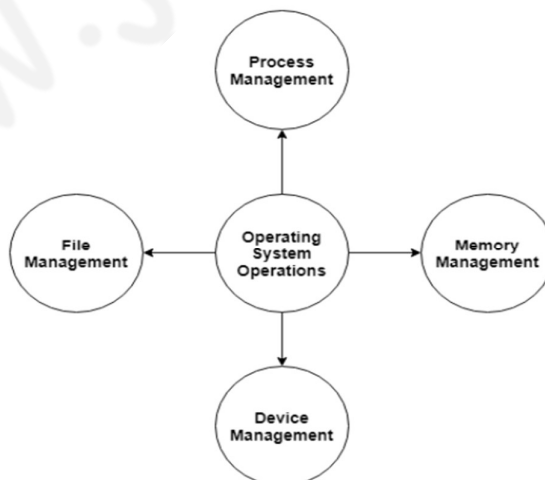 Process
Management
File
Management
Operating
System
Operations
Memory
Management
Device
Management